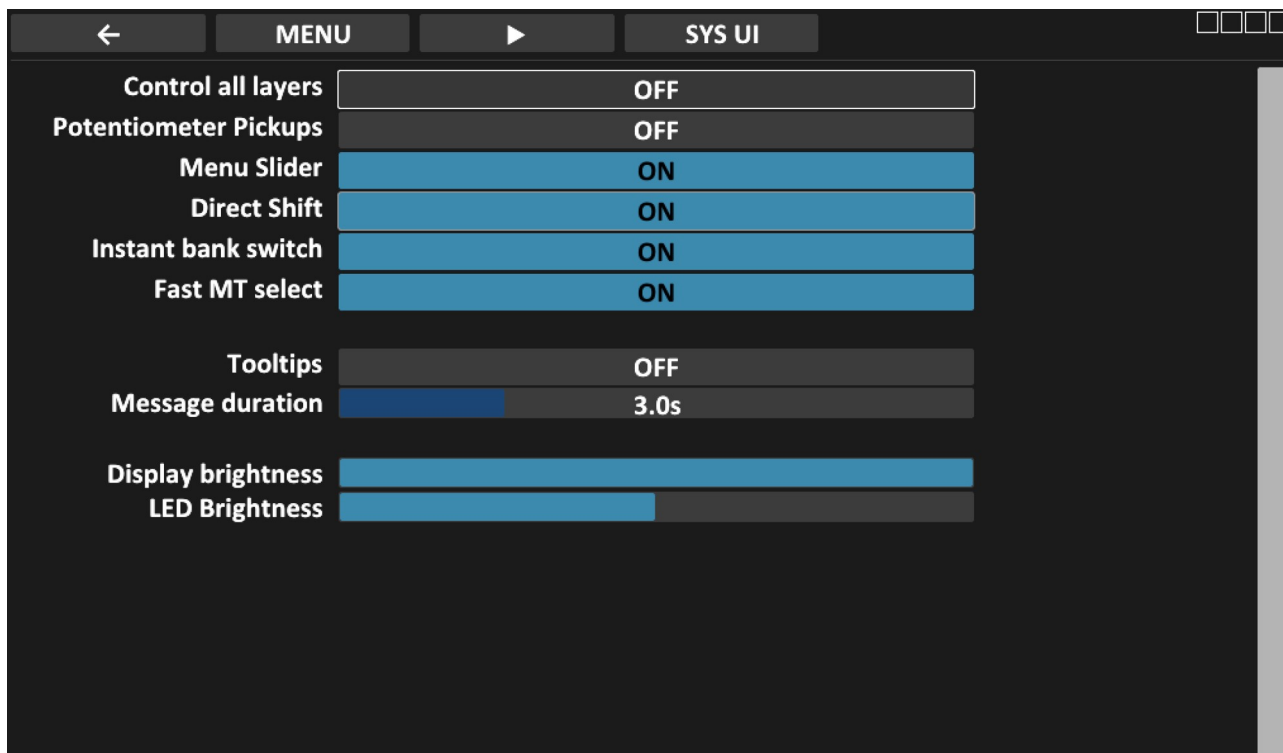 ← MENU ▶ SYS UI
Control all layers OFF
Potentiometer Pickups OFF
Menu Slider ON
Direct Shift ON
Instant bank switch ON
Fast MT select ON
Tooltips OFF
Message duration 3.0s
Display brightness
LED Brightness